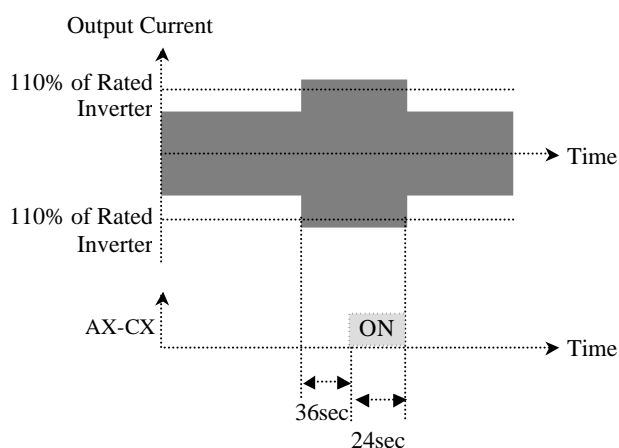 Output Current
110% of Rated
Inverter
Time
110% of Rated
Inverter
AX-CX
ON
Time
36sec
24sec